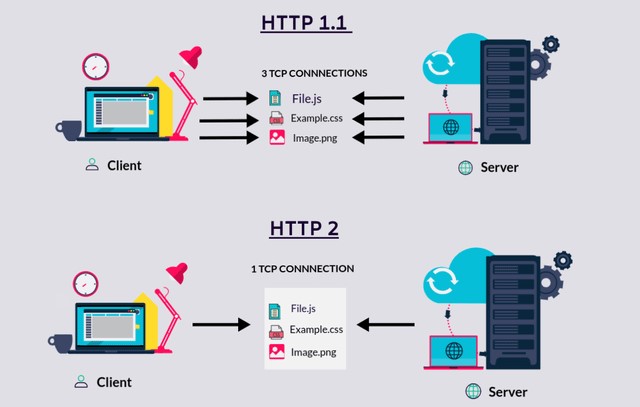 HTTP 1.1
3 TCP CONNNECTIONS
File.js
Example.css
Image.png
Client
Server
HTTP 2
1 TCP CONNNECTION
File.js
Example.css
Image.png
Client
Server